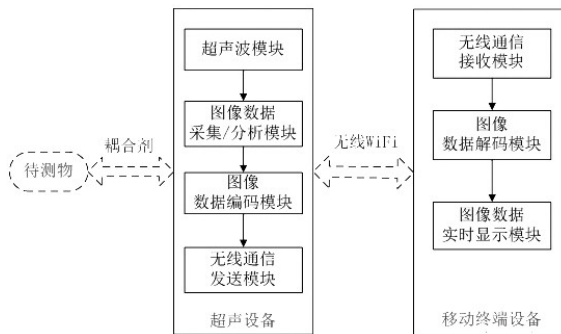 待测物
耦合剂
超声波模块
图像数据
采集/分析模块
图像
数据编码模块
无线通信
发送模块
超声设备
无线WiFi
无线通信
接收模块
图像
数据解码模块
图像数据
实时显示模块
移动终端设备